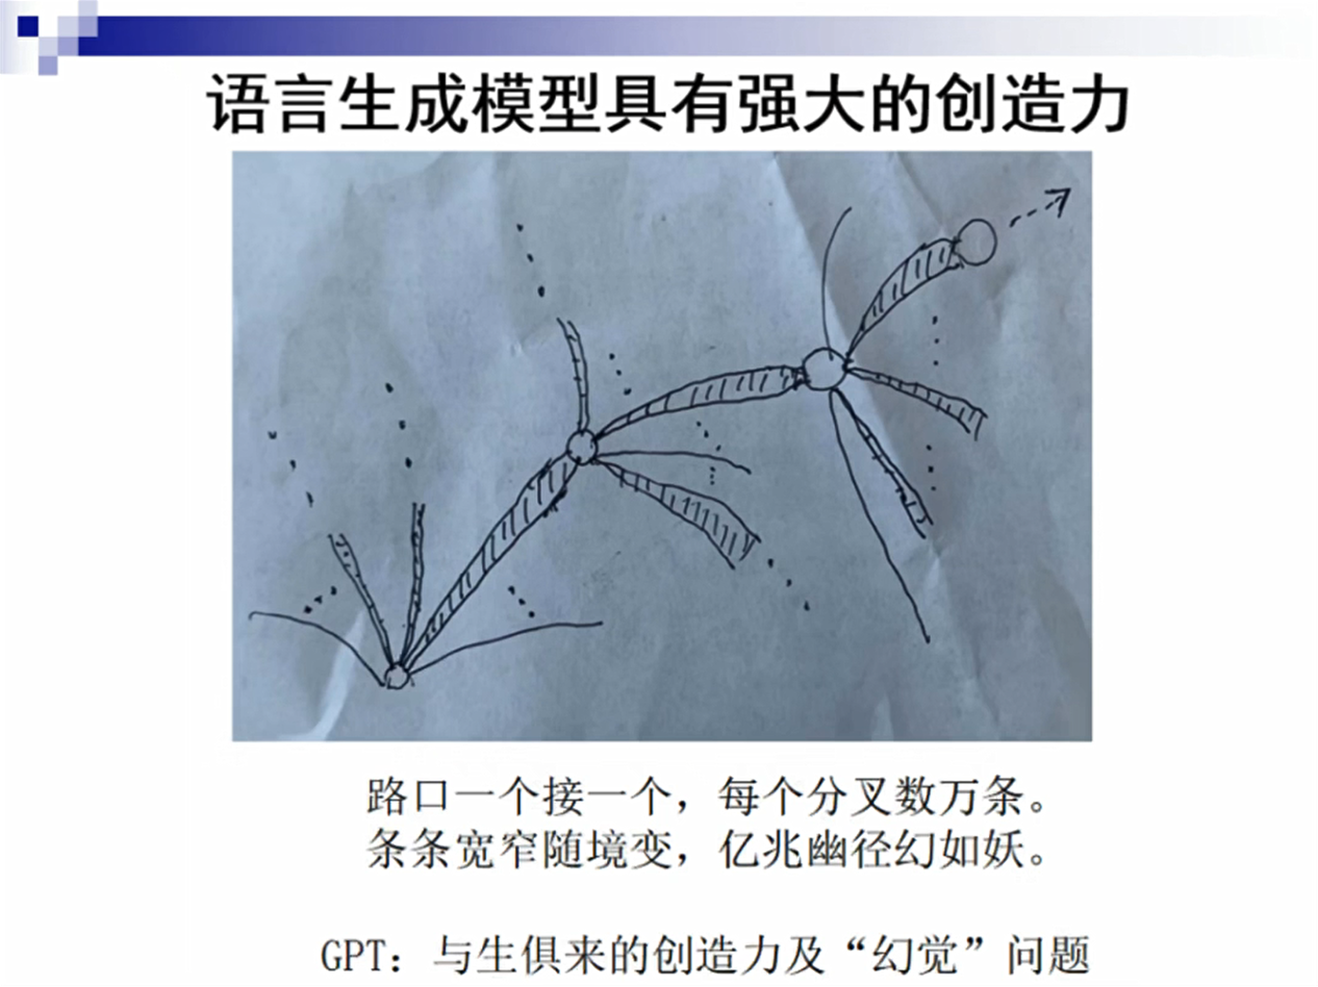 语言生成模型具有强大的创造力
路口一个接一个，每个分叉数万条。
条条宽窄随境变，亿兆幽径幻如妖。
GPT：与生俱来的创造力及“幻觉”问题